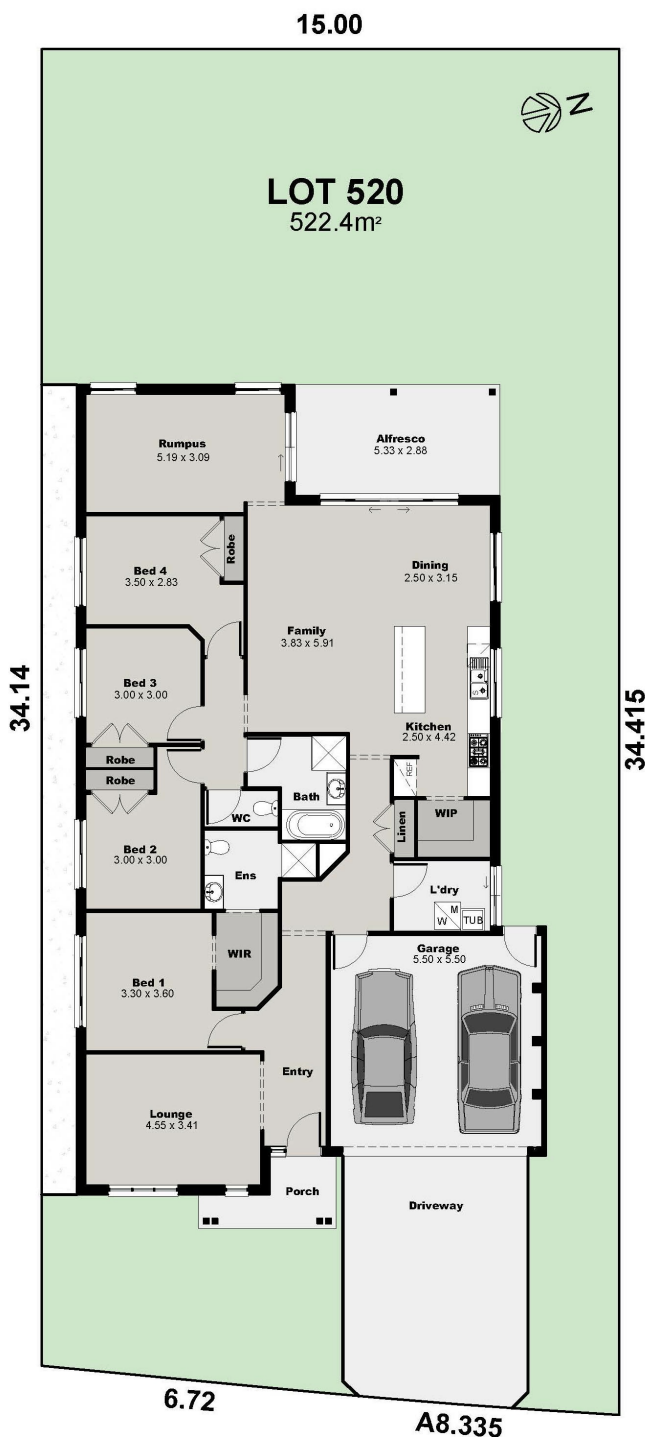 15.00
N
LOT 520
522.4m²
Rumpus
5.19 x 3.09
Alfresco
5.33 x 2.88
Bed 4
3.50 x 2.83
Robe
Dining
2.50 x 3.15
Family
3.83 x 5.91
Bed 3
3.00 x 3.00
34.14
34.415
S
Kitchen
2.50 x 4.42
Robe
Robe
REF
Bath
WC
Linen
WIP
Bed 2
3.00 x 3.00
Ens
L'dry
M
W
TUB
WIR
Garage
5.50 x 5.50
Bed 1
3.30 x 3.60
Entry
Lounge
4.55 x 3.41
Porch
Driveway
6.72
A8.335